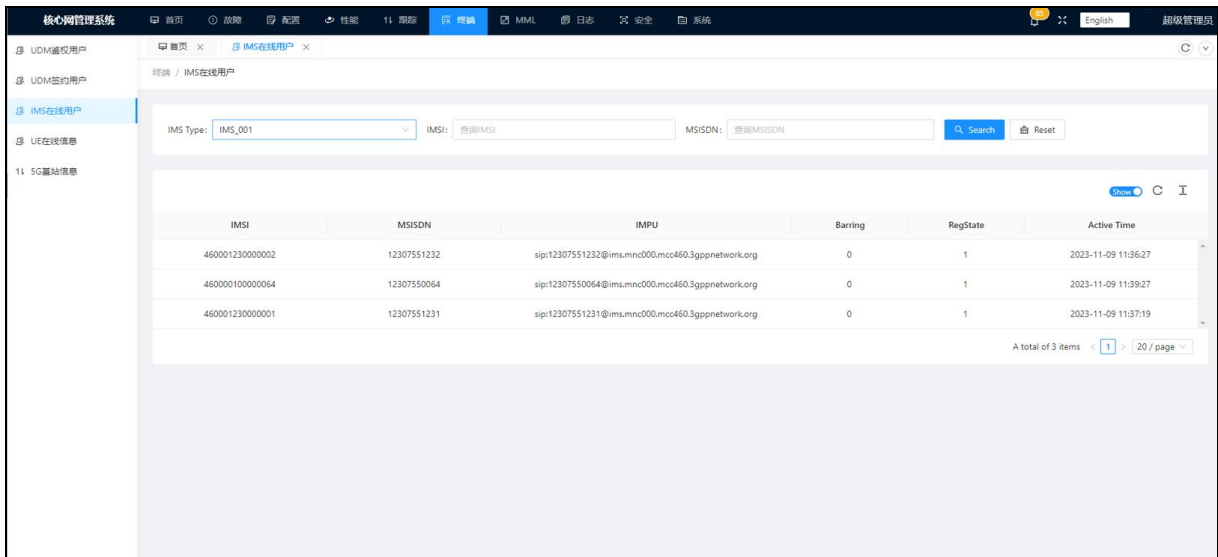 核心网管理系统 首页 故障 配置 性能 跟踪 终端 MML 日志 安全 系统 45 English 超级管理员
UDM鉴权用户
UDM签约用户
IMS在线用户
UE在线信息
5G基站信息
首页 IMS在线用户
终端 / IMS在线用户
IMS Type: IMS_001 IMSI: 查询IMSI MSISDN: 查询MSISDN Search Reset
Show
IMSI MSISDN IMPU Barring RegState Active Time
460001230000002 12307551232 sip:12307551232@ims.mnc000.mcc460.3gppnetwork.org 0 1 2023-11-09 11:36:27
460000100000064 12307550064 sip:12307550064@ims.mnc000.mcc460.3gppnetwork.org 0 1 2023-11-09 11:39:27
460001230000001 12307551231 sip:12307551231@ims.mnc000.mcc460.3gppnetwork.org 0 1 2023-11-09 11:37:19
A total of 3 items < 1 > 20 / page